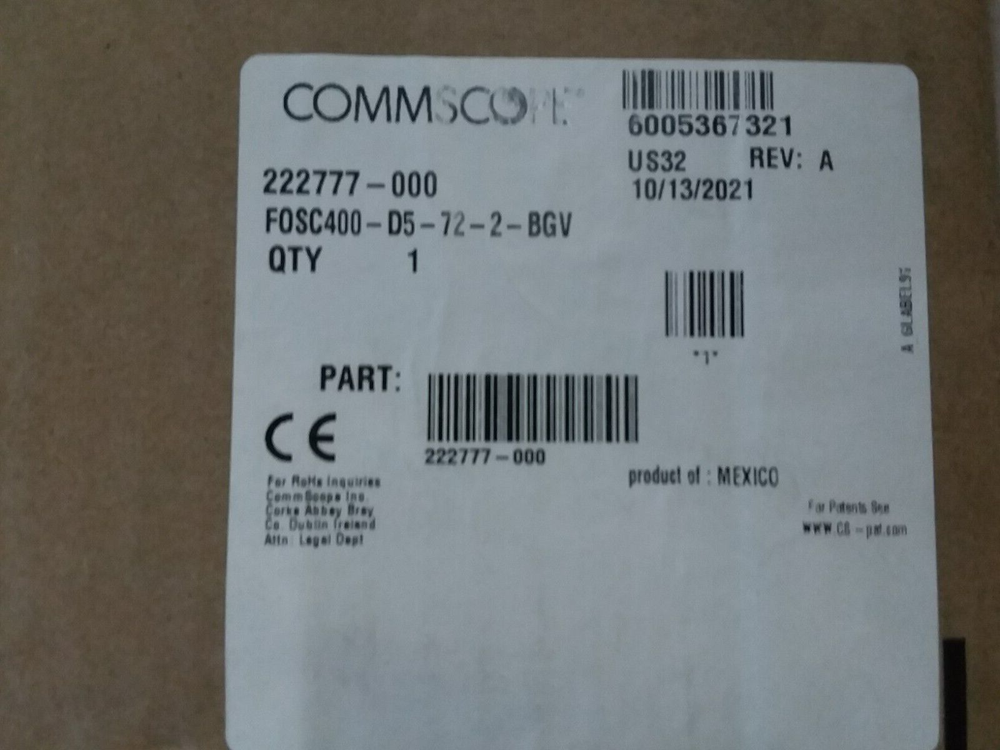 COMMSCOPE
6005367321
US32 REV: A
10/13/2021
222777-000
FOSC400-D5-72-2-BGV
QTY 1
*1*
A GLABEL97
PART:
222777-000
CE
For RoHs Inquiries
CommScope Inc.
Corke Abbey Bray
Co. Dublin Ireland
Attn: Legal Dept
product of : MEXICO
For Patents See
www.CS-pat.com